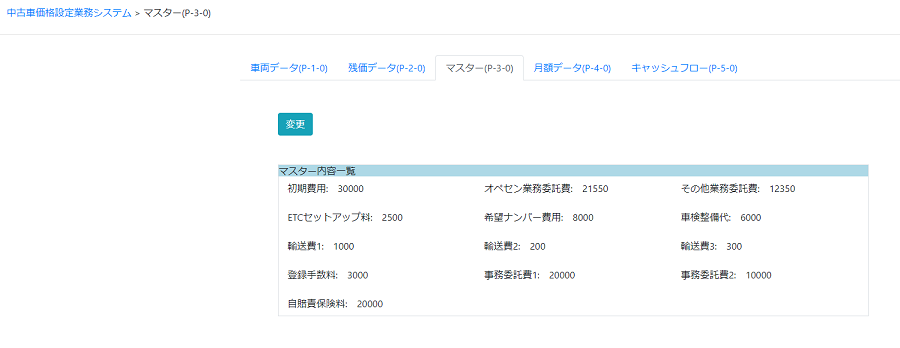 中古車価格設定業務システム > マスター(P-3-0)
車両データ(P-1-0) 残価データ(P-2-0) マスター(P-3-0) 月額データ(P-4-0) キャッシュフロー(P-5-0)
変更
マスター内容一覧
初期費用: 30000 オペセン業務委託費: 21550 その他業務委託費: 12350
ETCセットアップ料: 2500 希望ナンバー費用: 8000 車検整備代: 6000
輸送費1: 1000 輸送費2: 200 輸送費3: 300
登録手数料: 3000 事務委託費1: 20000 事務委託費2: 10000
自賠責保険料: 20000